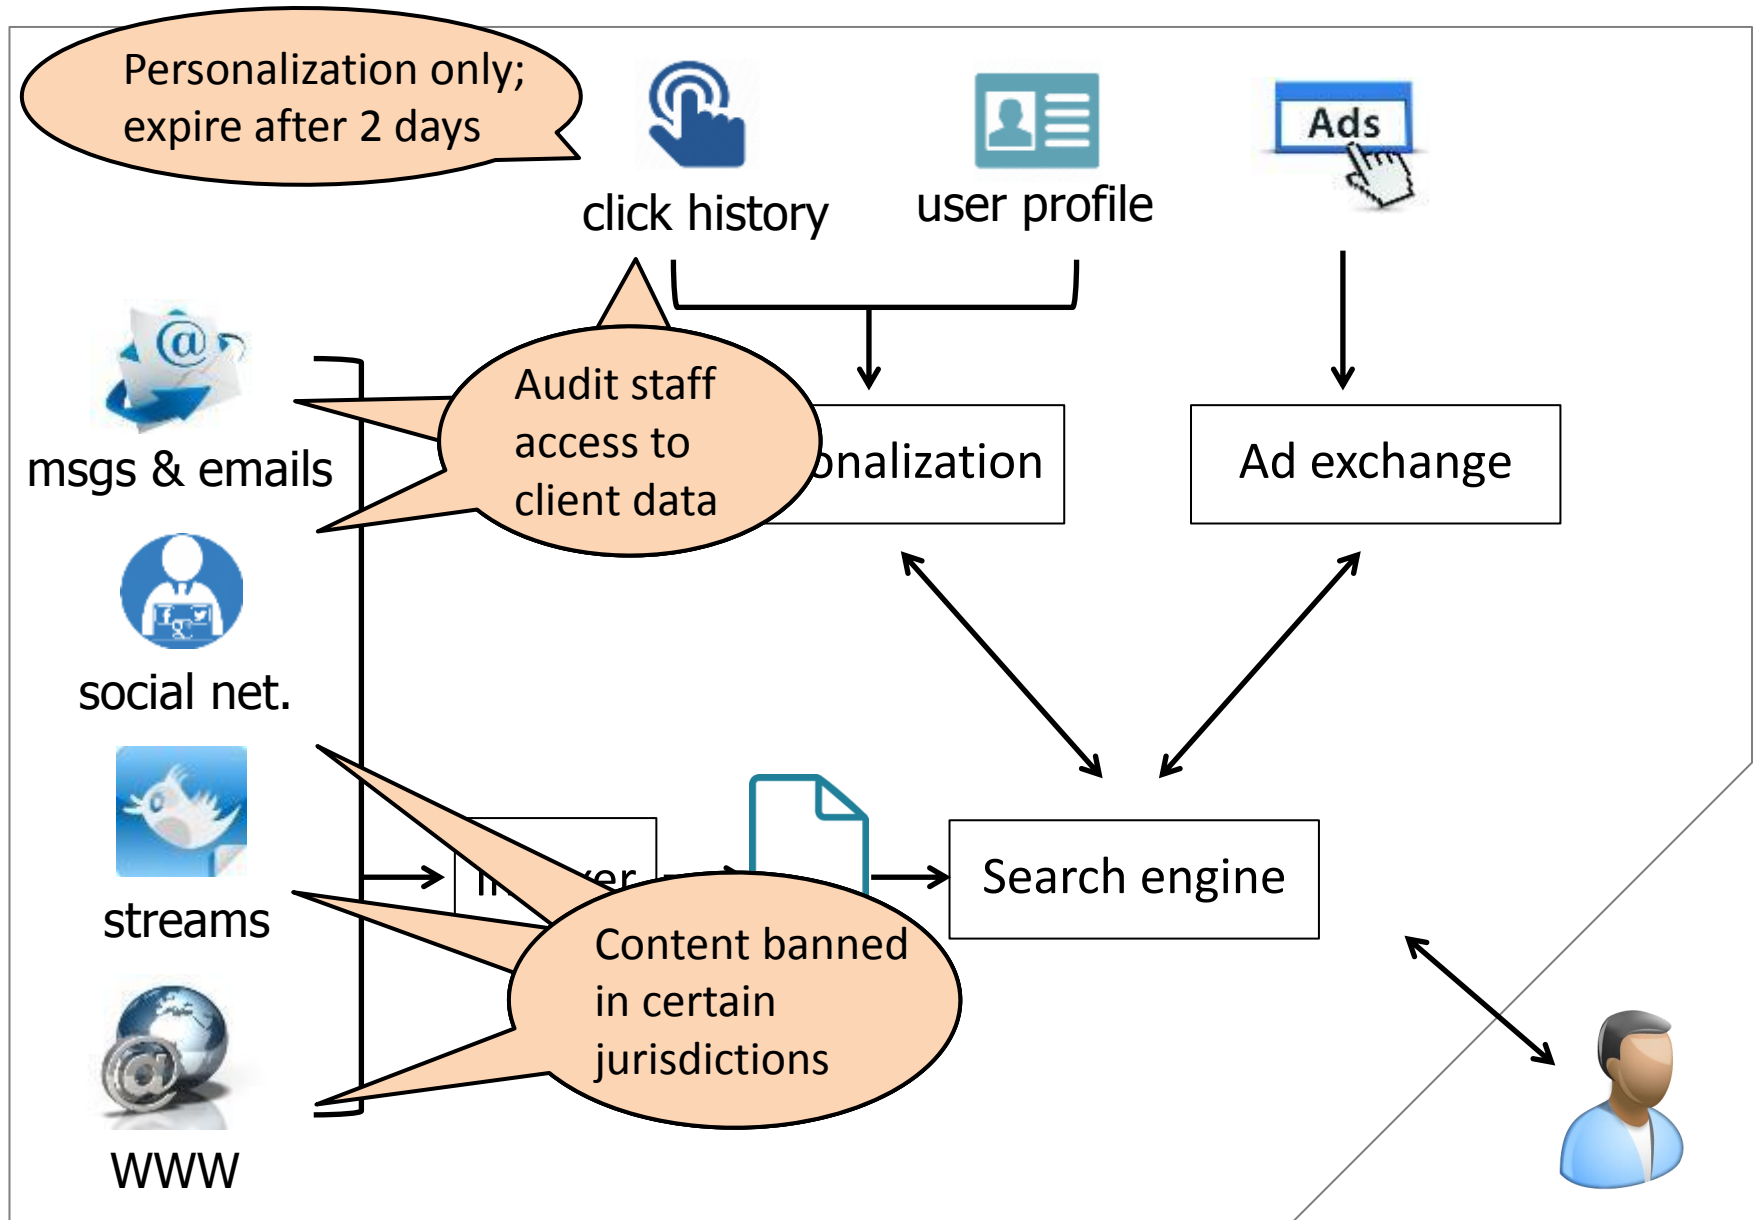 Personalization only;
expire after 2 days
Ads
click history
user profile
@
msgs & emails
Audit staff
access to
client data
onalization
Ad exchange
social net.
streams
Search engine
Content banned
in certain
jurisdictions
@
WWW